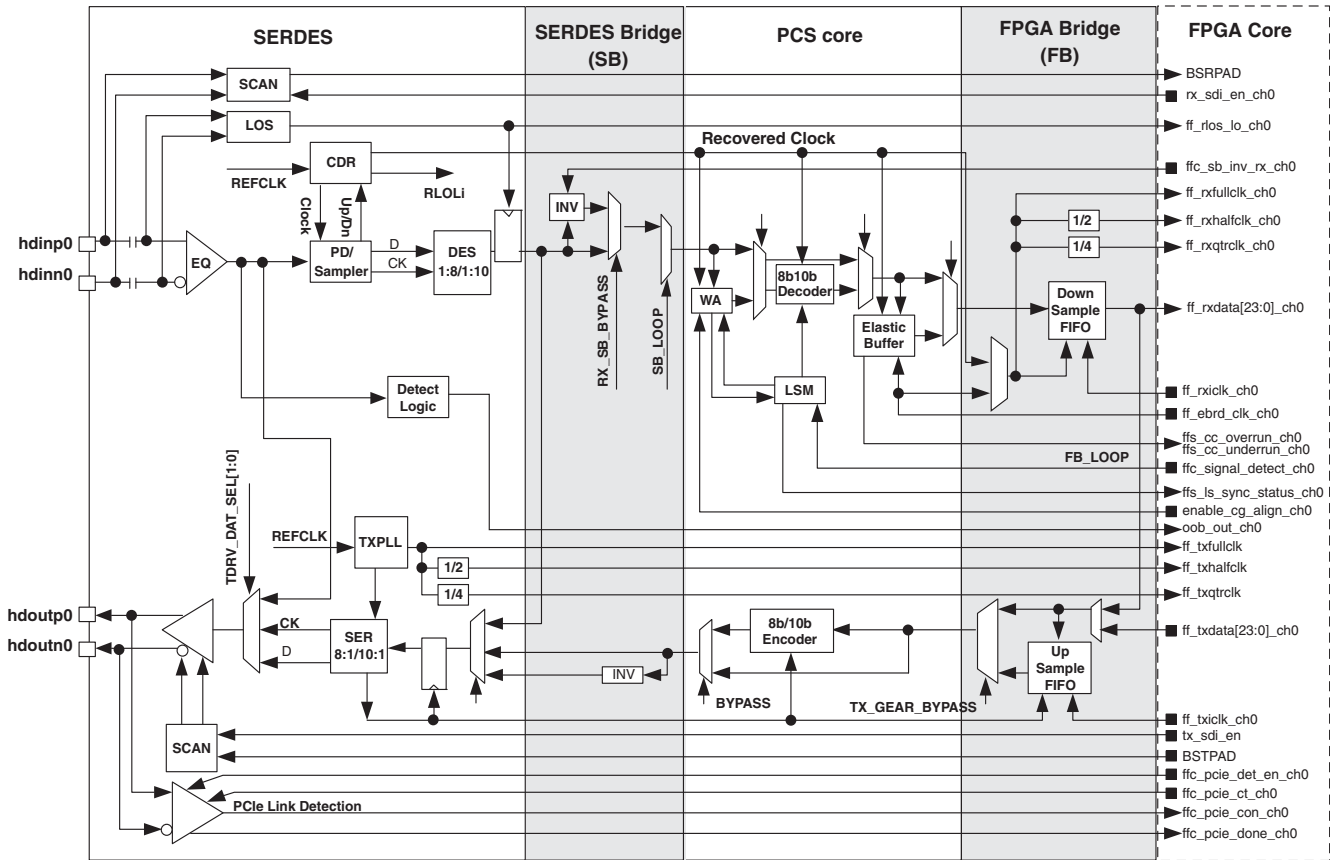 SERDES
SERDES Bridge
(SB)
PCS core
FPGA Bridge
(FB)
FPGA Core
SCAN
BSRPAD
rx_sdi_en_ch0
LOS
ff_rlos_lo_ch0
Recovered Clock
CDR
REFCLK
RLOLi
ffc_sb_inv_rx_ch0
Clock
Up/Dn
INV
ff_rxfullclk_ch0
1/2
ff_rxhalfclk_ch0
1/4
ff_rxqtrclk_ch0
hdinp0
hdinn0
EQ
PD/
Sampler
D
CK
DES
1:8/1:10
WA
8b10b
Decoder
Elastic
Buffer
Down
Sample
FIFO
ff_rxdata[23:0]_ch0
RX_SB_BYPASS
SB_LOOP
Detect
Logic
LSM
ff_rxiclk_ch0
ff_ebrd_clk_ch0
ffs_cc_overrun_ch0
ffs_cc_underrun_ch0
FB_LOOP
ffc_signal_detect_ch0
ffs_ls_sync_status_ch0
enable_cg_align_ch0
oob_out_ch0
TDRV_DAT_SEL[1:0]
REFCLK
TXPLL
ff_txfullclk
1/2
ff_txhalfclk
1/4
ff_txqtrclk
hdoutp0
hdoutn0
CK
D
SER
8:1/10:1
INV
8b/10b
Encoder
BYPASS
TX_GEAR_BYPASS
Up
Sample
FIFO
ff_txdata[23:0]_ch0
ff_txiclk_ch0
SCAN
tx_sdi_en
BSTPAD
ffc_pcie_det_en_ch0
ffc_pcie_ct_ch0
PCIe Link Detection
ffc_pcie_con_ch0
ffc_pcie_done_ch0